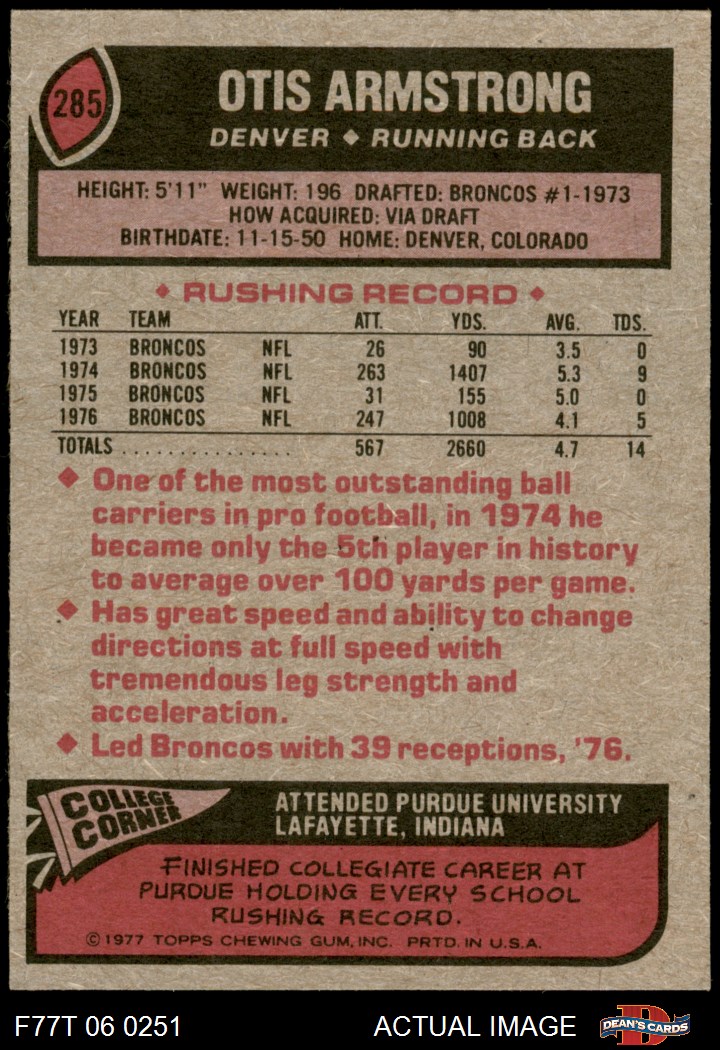 285
OTIS ARMSTRONG
DENVER ◆ RUNNING BACK
HEIGHT: 5'11" WEIGHT: 196 DRAFTED: BRONCOS #1-1973
HOW ACQUIRED: VIA DRAFT
BIRTHDATE: 11-15-50 HOME: DENVER, COLORADO
◆ RUSHING RECORD ◆
YEAR TEAM ATT. YDS. AVG. TDS.
1973 BRONCOS NFL 26 90 3.5 0
1974 BRONCOS NFL 263 1407 5.3 9
1975 BRONCOS NFL 31 155 5.0 0
1976 BRONCOS NFL 247 1008 4.1 5
TOTALS . . . . . . . . . . . . . . . 567 2660 4.7 14
◆ One of the most outstanding ball
carriers in pro football, in 1974 he
became only the 5th player in history
to average over 100 yards per game.
◆ Has great speed and ability to change
directions at full speed with
tremendous leg strength and
acceleration.
◆ Led Broncos with 39 receptions, '76.
COLLEGE
CORNER
ATTENDED PURDUE UNIVERSITY
LAFAYETTE, INDIANA
FINISHED COLLEGIATE CAREER AT
PURDUE HOLDING EVERY SCHOOL
RUSHING RECORD.
© 1977 TOPPS CHEWING GUM, INC. PRTD. IN U.S.A.
F77T 06 0251 ACTUAL IMAGE
D
DEAN'S CARDS